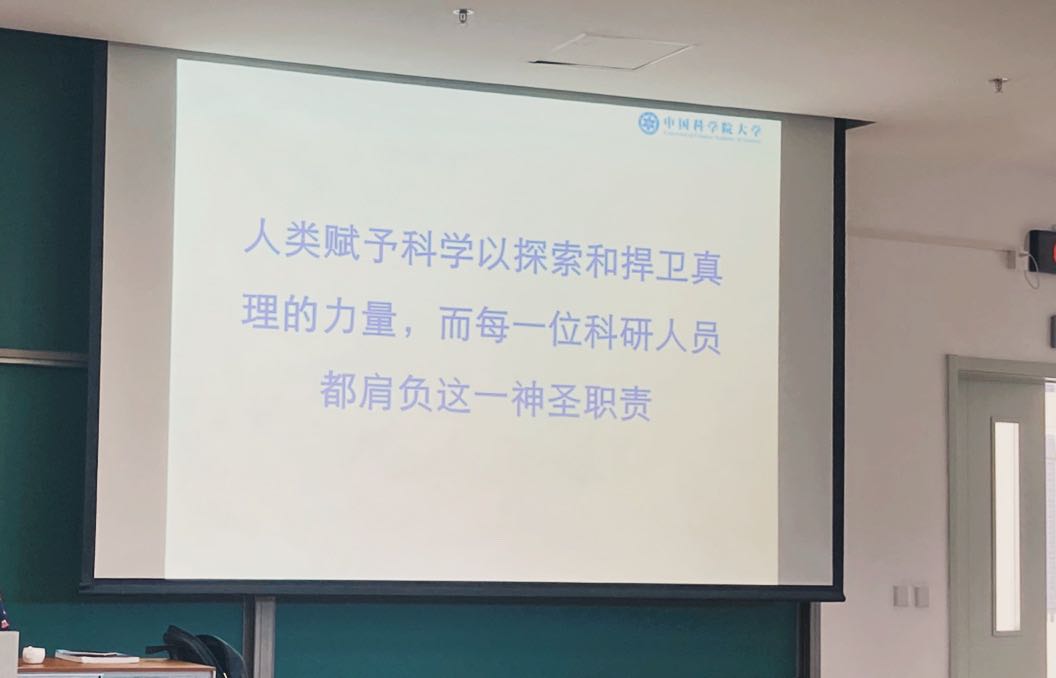 中国科学院大学
人类赋予科学以探索和捍卫真
理的力量，而每一位科研人员
都肩负这一神圣职责